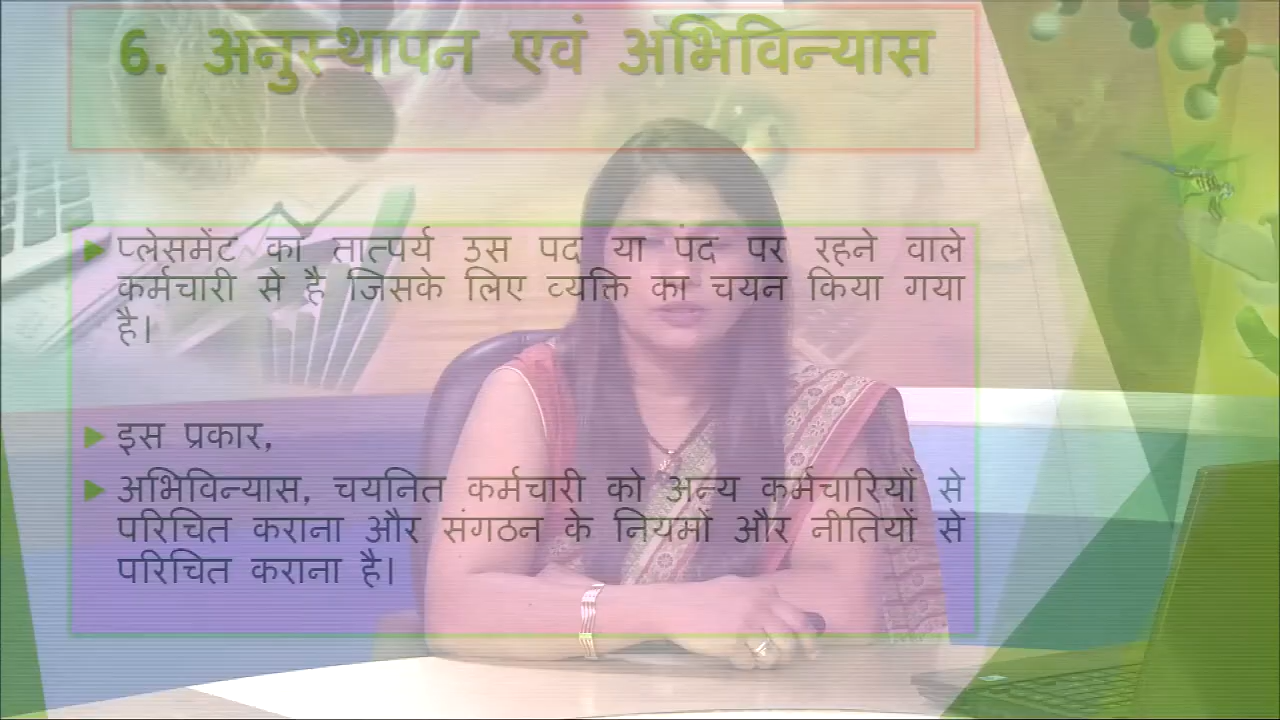 6. अनुस्थापन एवं अभिविन्यास
प्लेसमेंट का तात्पर्य उस पद या पद पर रहने वाले
कर्मचारी से है जिसके लिए व्यक्ति का चयन किया गया
है।
इस प्रकार,
अभिविन्यास, चयनित कर्मचारी को अन्य कर्मचारियों से
परिचित कराना और संगठन के नियमों और नीतियों से
परिचित कराना है।